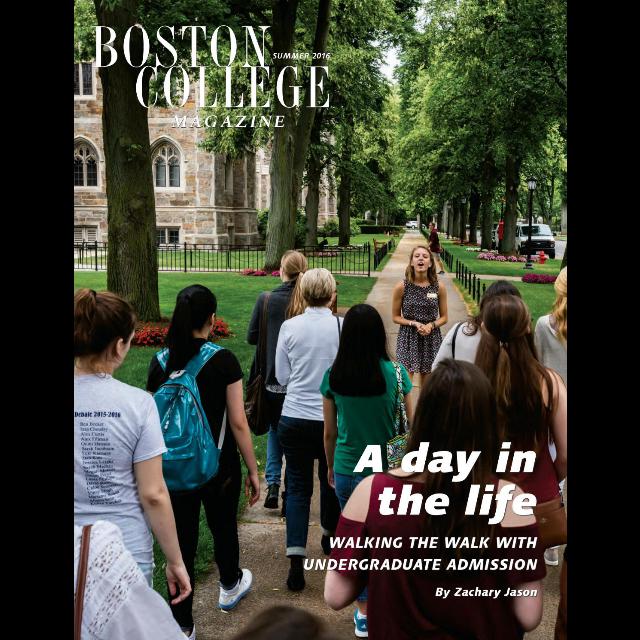 BOSTON
SUMMER 2016
COLLEGE
MAGAZINE
Debate 2015-2016
A day in
the life
WALKING THE WALK WITH
UNDERGRADUATE ADMISSION
By Zachary Jason